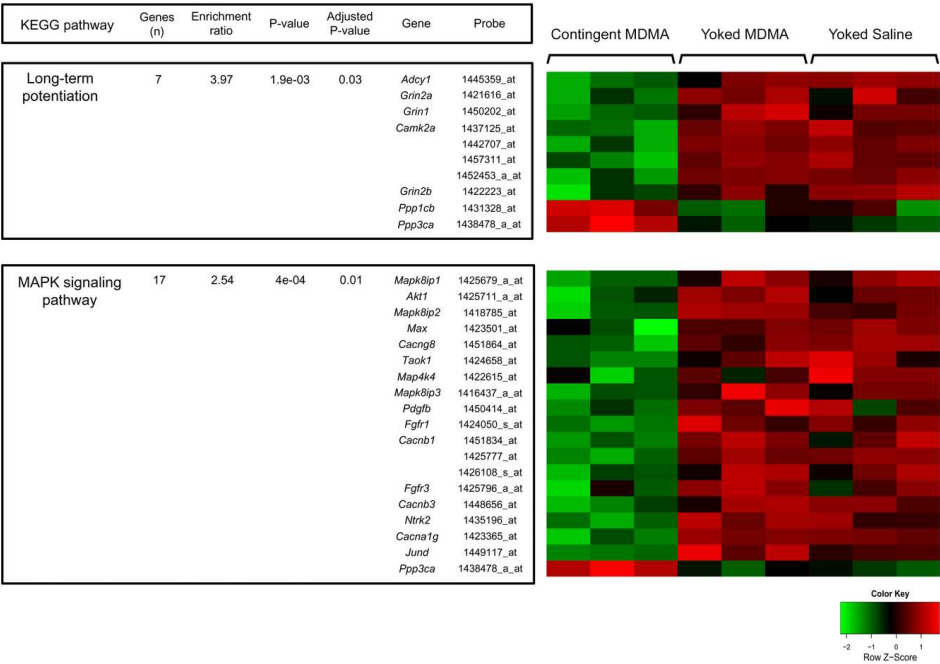 KEGG pathway Genes (n) Enrichment ratio P-value Adjusted P-value Gene Probe
Contingent MDMA Yoked MDMA Yoked Saline
Long-term potentiation 7 3.97 1.9e-03 0.03 Adcy1 1445359_at
Grin2a 1421616_at
Grin1 1450202_at
Camk2a 1437125_at
1442707_at
1457311_at
1452453_a_at
Grin2b 1422223_at
Ppp1cb 1431328_at
Ppp3ca 1438478_a_at
MAPK signaling pathway 17 2.54 4e-04 0.01 Mapk8ip1 1425679_a_at
Akt1 1425711_a_at
Mapk8ip2 1418785_at
Max 1423501_at
Cacng8 1451864_at
Taok1 1424658_at
Map4k4 1422615_at
Mapk8ip3 1416437_a_at
Pdgfb 1450414_at
Fgfr1 1424050_s_at
Cacnb1 1451834_at
1425777_at
1426108_s_at
Fgfr3 1425796_a_at
Cacnb3 1448656_at
Ntrk2 1435196_at
Cacna1g 1423365_at
Jund 1449117_at
Ppp3ca 1438478_a_at
Color Key
−2 −1 0 1
Row Z−Score